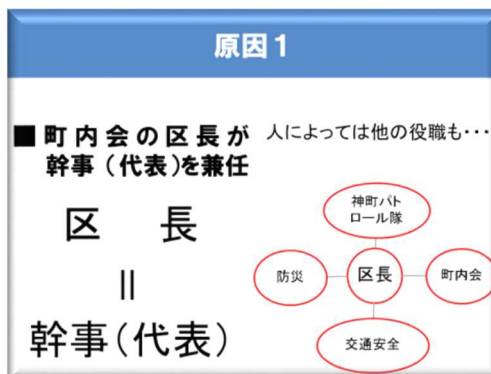 原因1
■町内会の区長が
幹事(代表)を兼任
区　長
||
幹事(代表)
人によっては他の役職も・・・
神町パト
ロール隊
防災
区長
町内会
交通安全